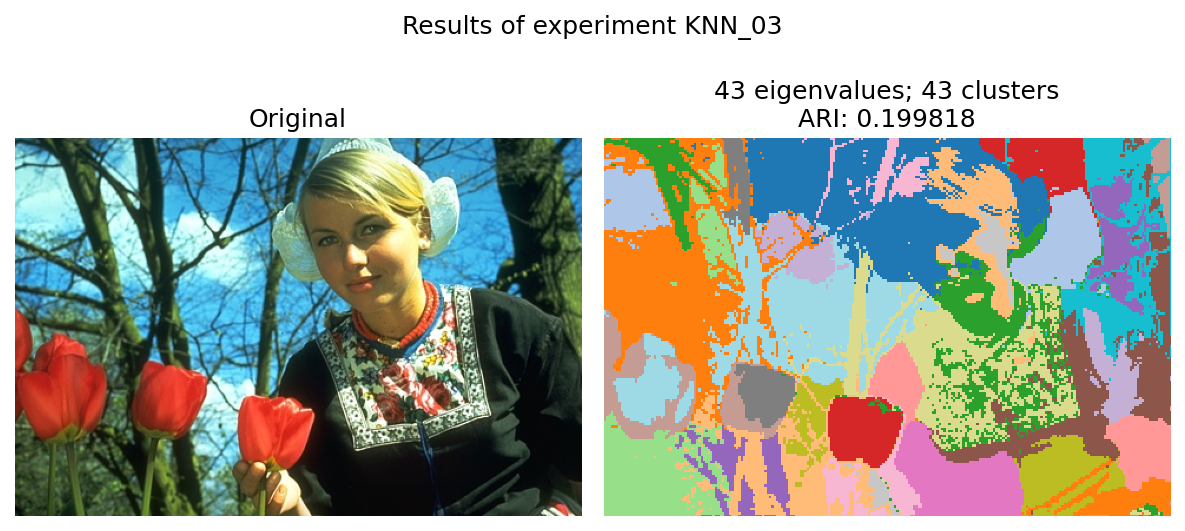 Results of experiment KNN_03
Original
43 eigenvalues; 43 clusters
ARI: 0.199818